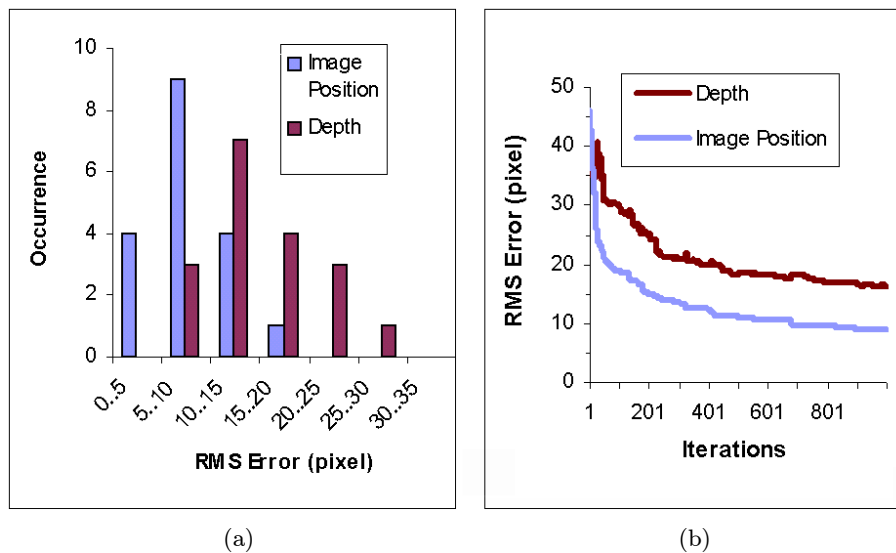 10
8
6
4
2
0
Occurrence
Image
Position
Depth
0..5
5..10
10..15
15..20
20..25
25..30
30..35
RMS Error (pixel)
(a)
50
40
30
20
10
0
RMS Error (pixel)
Depth
Image Position
1
201
401
601
801
Iterations
(b)